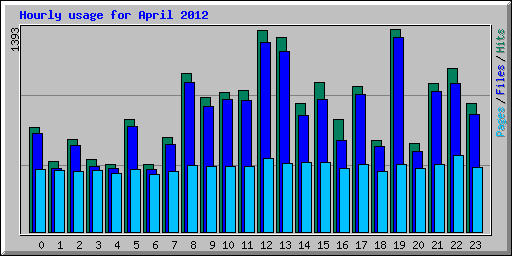 Hourly usage for April 2012
1393
Pages / Files / Hits
0 1 2 3 4 5 6 7 8 9 10 11 12 13 14 15 16 17 18 19 20 21 22 23